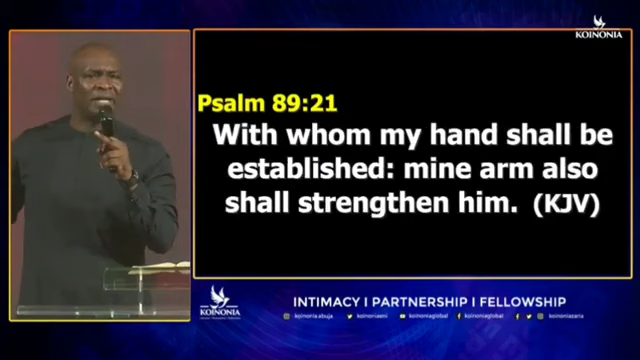 KOINONIA
Psalm 89:21
With whom my hand shall be
established: mine arm also
shall strengthen him. (KJV)
KOINONIA
INTIMACY I PARTNERSHIP I FELLOWSHIP
koinonia.abuja koinoniaeni koinoniaglobal koinoniaglobal koinoniazaria